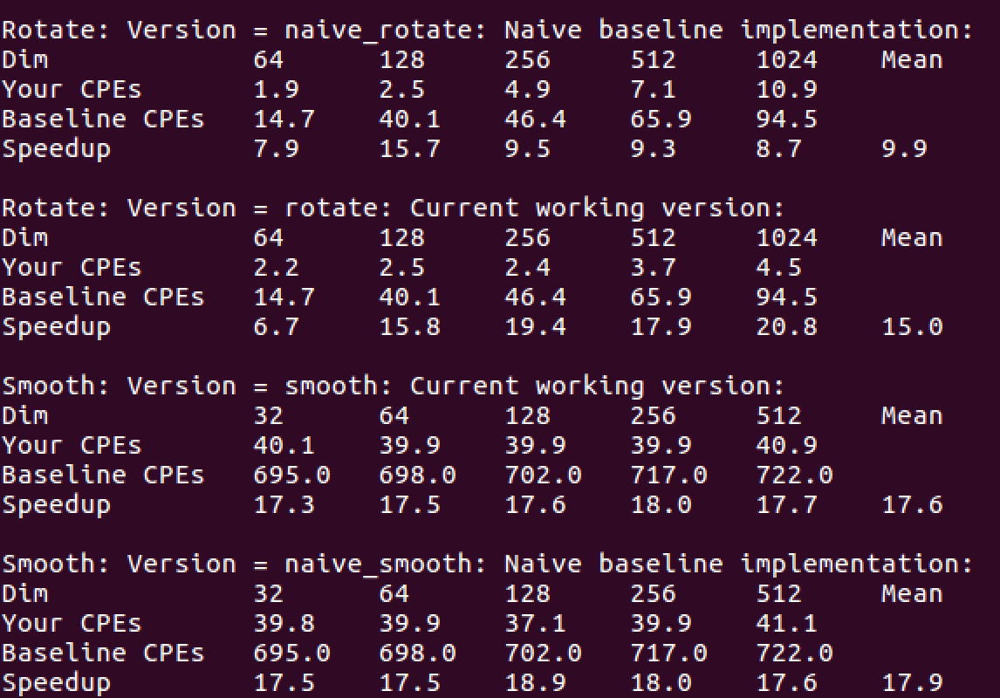 Rotate: Version = naive_rotate: Naive baseline implementation:
Dim 64 128 256 512 1024 Mean
Your CPEs 1.9 2.5 4.9 7.1 10.9
Baseline CPEs 14.7 40.1 46.4 65.9 94.5
Speedup 7.9 15.7 9.5 9.3 8.7 9.9
Rotate: Version = rotate: Current working version:
Dim 64 128 256 512 1024 Mean
Your CPEs 2.2 2.5 2.4 3.7 4.5
Baseline CPEs 14.7 40.1 46.4 65.9 94.5
Speedup 6.7 15.8 19.4 17.9 20.8 15.0
Smooth: Version = smooth: Current working version:
Dim 32 64 128 256 512 Mean
Your CPEs 40.1 39.9 39.9 39.9 40.9
Baseline CPEs 695.0 698.0 702.0 717.0 722.0
Speedup 17.3 17.5 17.6 18.0 17.7 17.6
Smooth: Version = naive_smooth: Naive baseline implementation:
Dim 32 64 128 256 512 Mean
Your CPEs 39.8 39.9 37.1 39.9 41.1
Baseline CPEs 695.0 698.0 702.0 717.0 722.0
Speedup 17.5 17.5 18.9 18.0 17.6 17.9